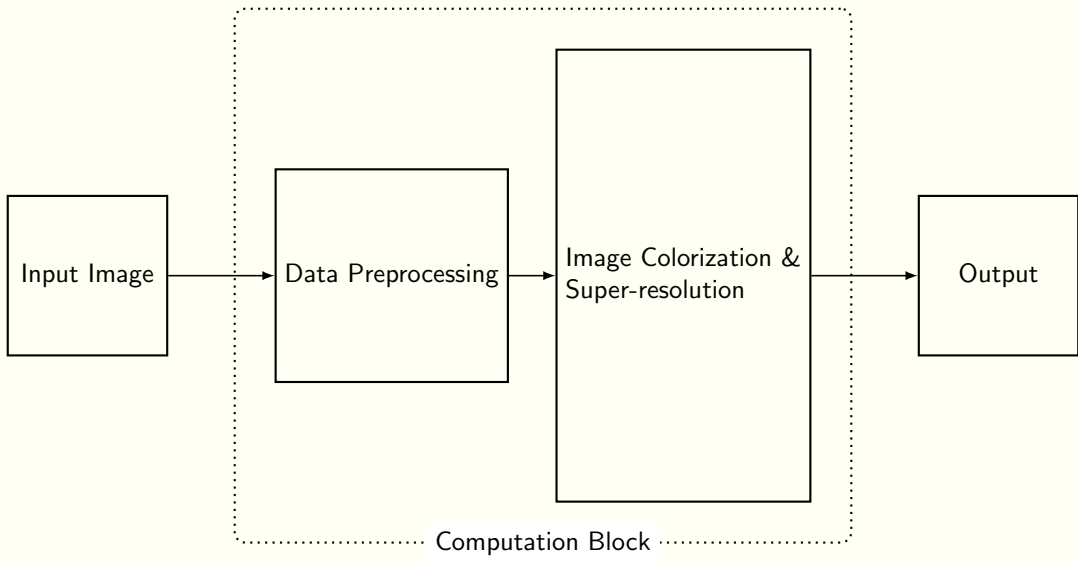 Input Image
Data Preprocessing
Image Colorization &
Super-resolution
Output
Computation Block